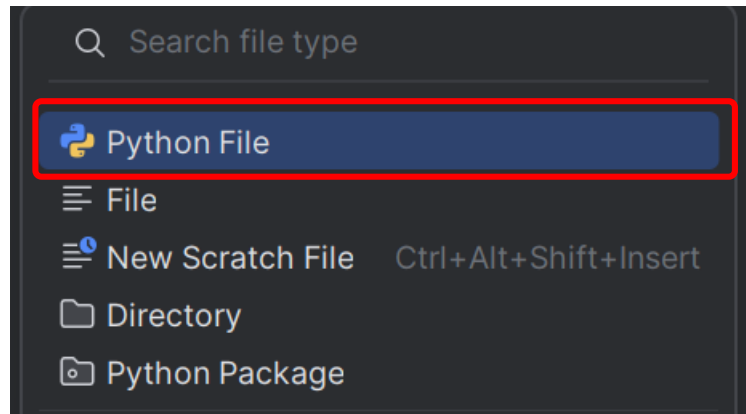 Search file type
Python File
File
New Scratch File Ctrl+Alt+Shift+Insert
Directory
Python Package